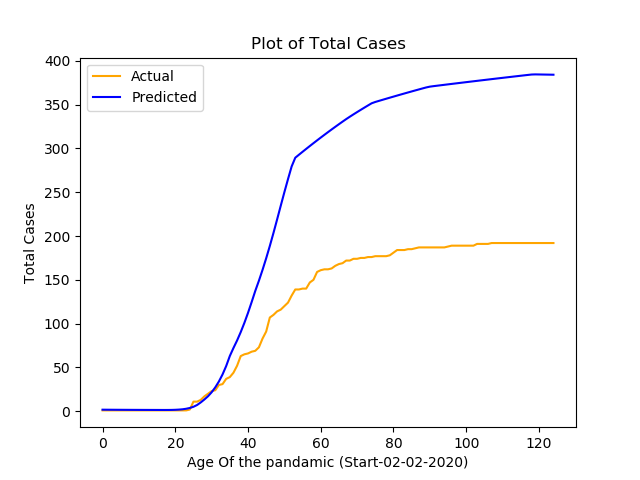 Plot of Total Cases
Actual
Predicted
400
350
300
250
200
150
100
50
0
Total Cases
0 20 40 60 80 100 120
Age Of the pandamic (Start-02-02-2020)